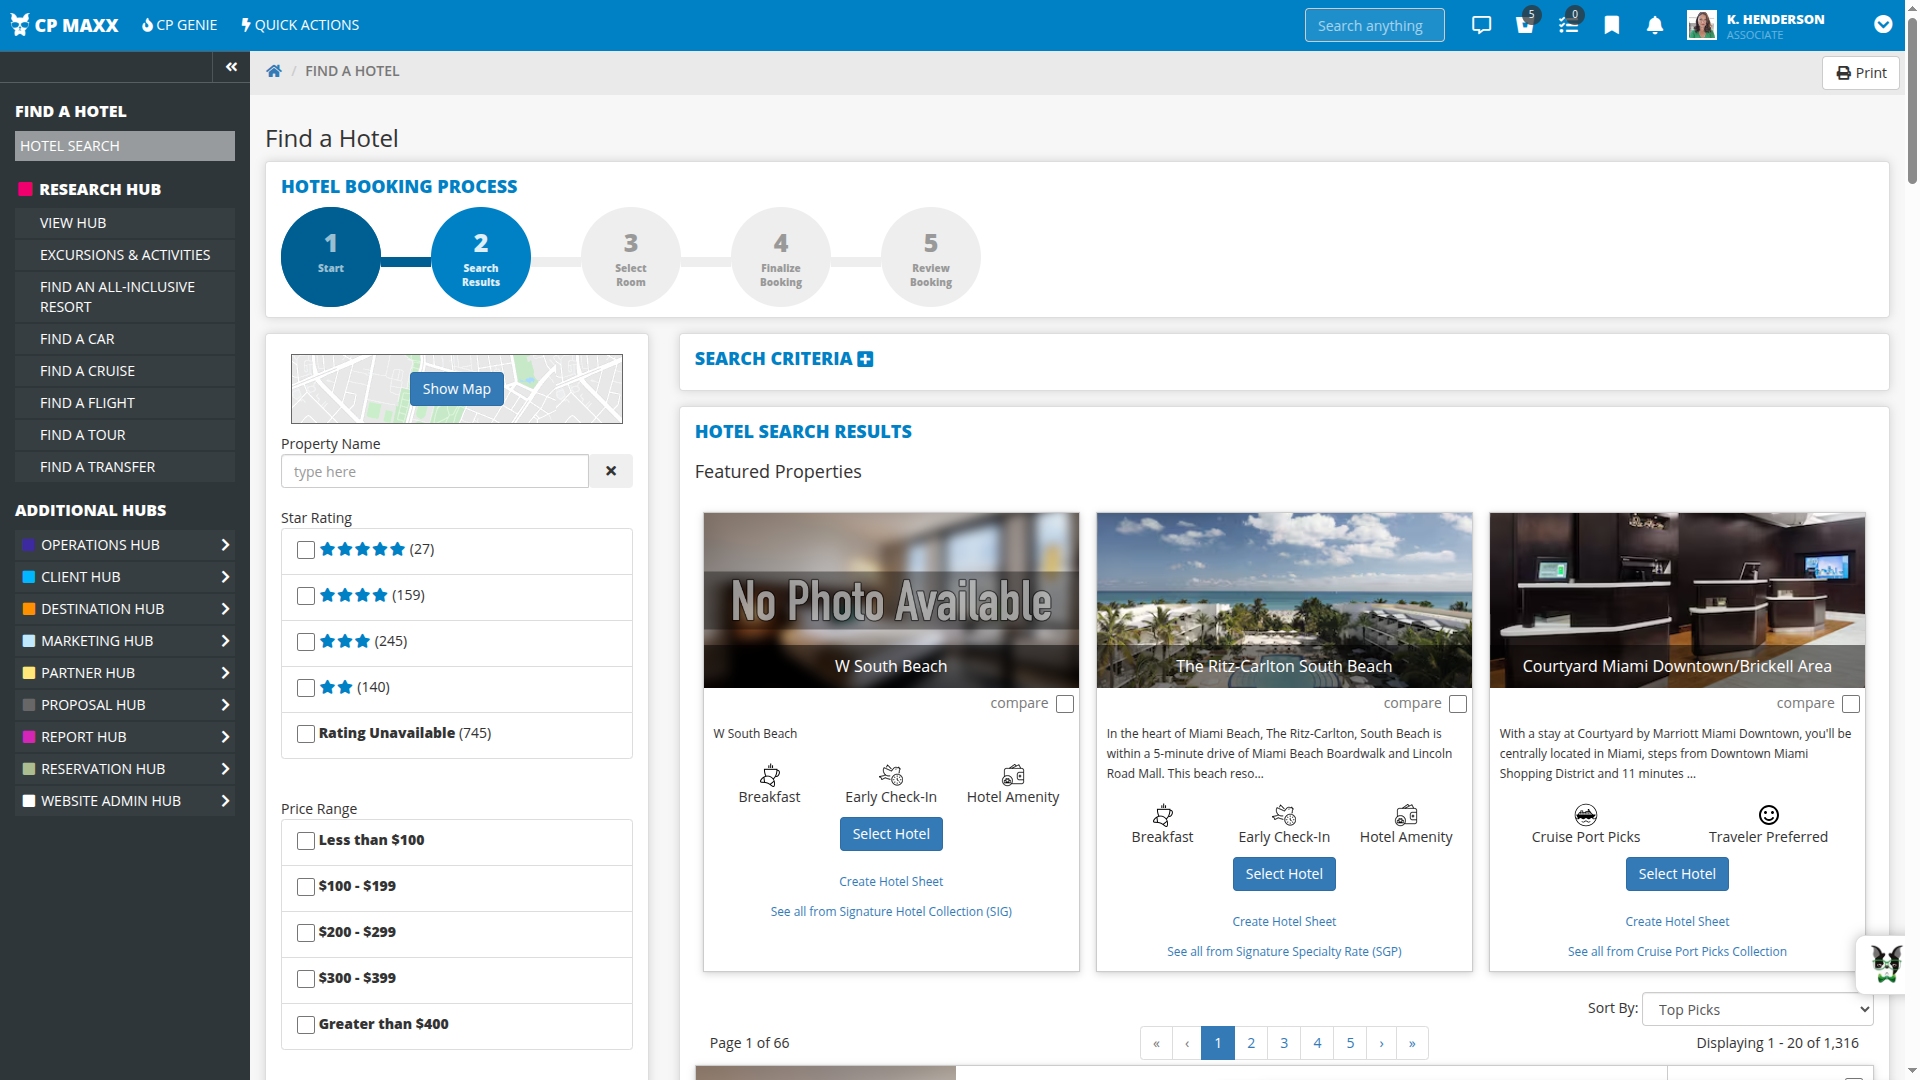 CP MAXX
CP GENIE
QUICK ACTIONS
Search anything
5
0
K. HENDERSON
ASSOCIATE
«
/ FIND A HOTEL
Print
FIND A HOTEL
HOTEL SEARCH
RESEARCH HUB
VIEW HUB
EXCURSIONS & ACTIVITIES
FIND AN ALL-INCLUSIVE
RESORT
FIND A CAR
FIND A CRUISE
FIND A FLIGHT
FIND A TOUR
FIND A TRANSFER
ADDITIONAL HUBS
OPERATIONS HUB
CLIENT HUB
DESTINATION HUB
MARKETING HUB
PARTNER HUB
PROPOSAL HUB
REPORT HUB
RESERVATION HUB
WEBSITE ADMIN HUB
Find a Hotel
HOTEL BOOKING PROCESS
1
Start
2
Search
Results
3
Select
Room
4
Finalize
Booking
5
Review
Booking
Show Map
Property Name
type here
Star Rating
(27)
(159)
(245)
(140)
Rating Unavailable (745)
Price Range
Less than $100
$100 - $199
$200 - $299
$300 - $399
Greater than $400
SEARCH CRITERIA
HOTEL SEARCH RESULTS
Featured Properties
No Photo Available
W South Beach
compare
W South Beach
Breakfast
Early Check-In
Hotel Amenity
Select Hotel
Create Hotel Sheet
See all from Signature Hotel Collection (SIG)
The Ritz-Carlton South Beach
compare
In the heart of Miami Beach, The Ritz-Carlton, South Beach is
within a 5-minute drive of Miami Beach Boardwalk and Lincoln
Road Mall. This beach reso...
Breakfast
Early Check-In
Hotel Amenity
Select Hotel
Create Hotel Sheet
See all from Signature Specialty Rate (SGP)
Courtyard Miami Downtown/Brickell Area
compare
With a stay at Courtyard by Marriott Miami Downtown, you'll be
centrally located in Miami, steps from Downtown Miami
Shopping District and 11 minutes ...
Cruise Port Picks
Traveler Preferred
Select Hotel
Create Hotel Sheet
See all from Cruise Port Picks Collection
Sort By:
Top Picks
Page 1 of 66
« ‹ 1 2 3 4 5 › »
Displaying 1 - 20 of 1,316